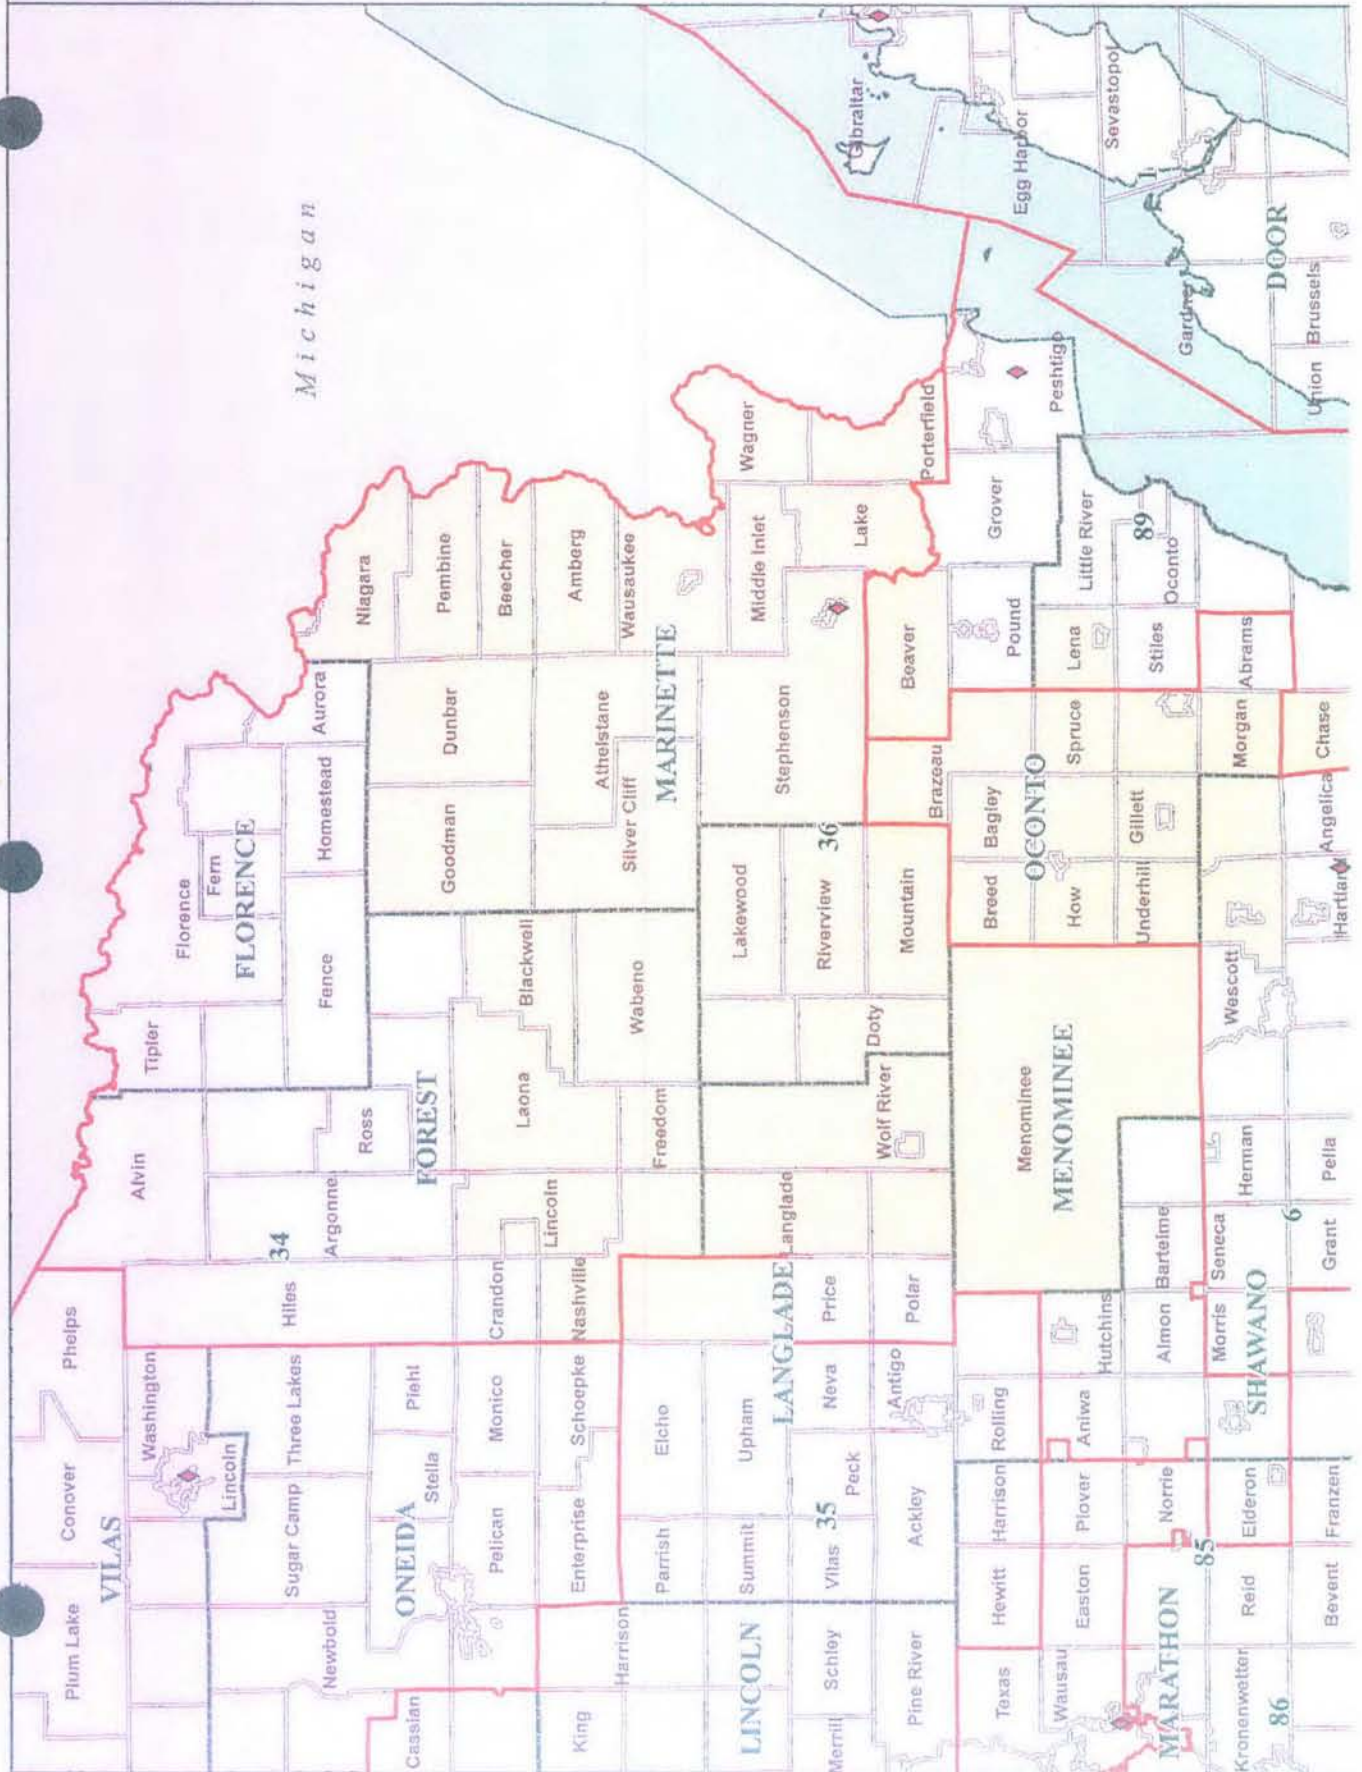 Michigan
Gibraltar
Egg Harbor
Sevastopol
1
Gardner
DOOR
Union
Brussels
Wagner
Porterfield
Peshtigo
Niagara
Pembine
Beecher
Amberg
Wausaukee
Middle Inlet
Lake
Grover
Little River
89
Oconto
Aurora
Dunbar
Athelstane
MARINETTE
Stephenson
Beaver
Pound
Lena
Stiles
Abrams
Florence
Fern
FLORENCE
Homestead
Goodman
Silver Cliff
Brazeau
Spruce
Morgan
Chase
Bagley
OCONTO
Gillett
Angelica
Tipler
Fence
Blackwell
Wabeno
Lakewood
Riverview
36
Mountain
Breed
How
Underhill
Hartland
Doty
Wescott
Alvin
Ross
FOREST
Laona
Freedom
Wolf River
Menominee
MENOMINEE
Herman
Pella
34
Argonne
Lincoln
Langlade
Bartelme
Seneca
6
Grant
Phelps
Hiles
Crandon
Nashville
LANGLADE
Price
Polar
Hutchins
Almon
Morris
SHAWANO
Washington
Three Lakes
Piehl
Monico
Schoepke
Elcho
Upham
Neva
Antigo
Rolling
Aniwa
Conover
VILAS
Lincoln
Sugar Camp
Stella
ONEIDA
Pelican
Enterprise
Parrish
Summit
Vilas
35
Peck
Ackley
Harrison
Plover
Norrie
Elderon
Franzen
Plum Lake
Newbold
Harrison
Hewitt
Easton
85
Reid
Bevent
Cassian
King
LINCOLN
Schley
Merrill
Pine River
Texas
Wausau
MARATHON
Kronenwetter
86